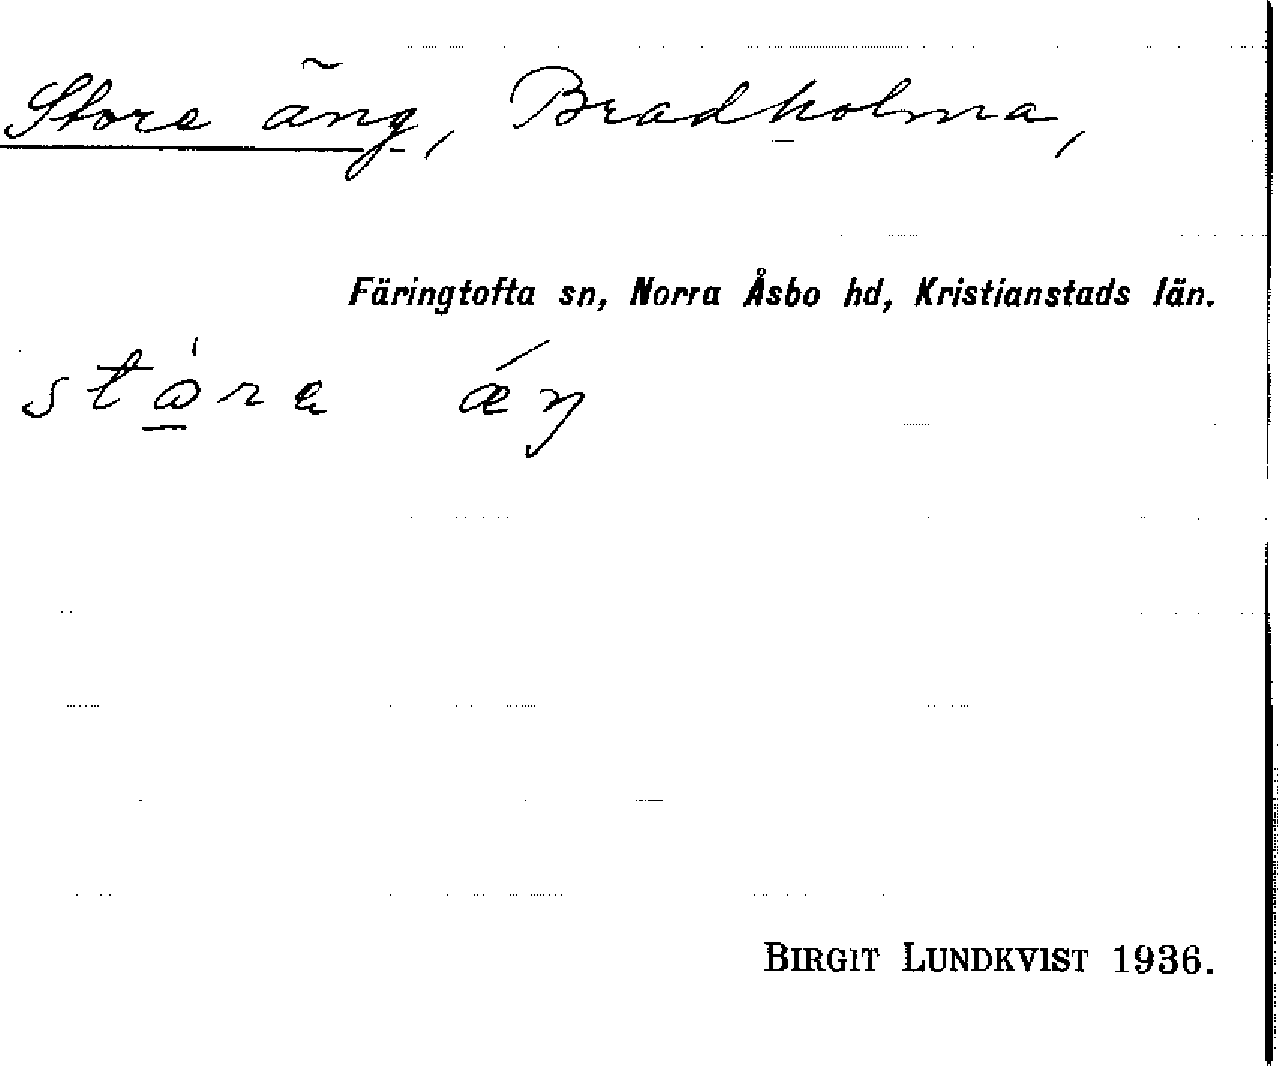 Store äng, Bradholma,
Färingtofta sn, Norra Åsbo hd, Kristianstads län.
BIRGIT LUNDKVIST 1936.